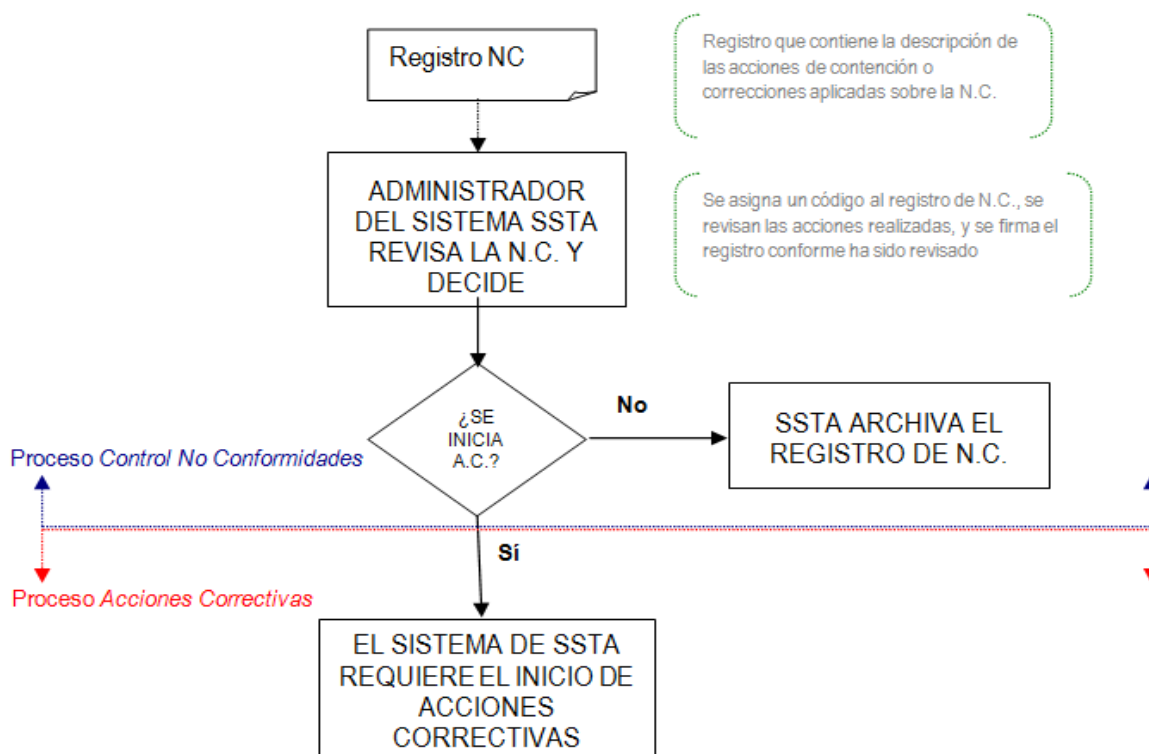 Registro NC
Registro que contiene la descripción de
las acciones de contención o
correcciones aplicadas sobre la N.C.
ADMINISTRADOR
DEL SISTEMA SSTA
REVISA LA N.C. Y
DECIDE
Se asigna un código al registro de N.C., se
revisan las acciones realizadas, y se firma el
registro conforme ha sido revisado
¿SE
INICIA
A.C.?
No
SSTA ARCHIVA EL
REGISTRO DE N.C.
Proceso Control No Conformidades
Sí
Proceso Acciones Correctivas
EL SISTEMA DE SSTA
REQUIERE EL INICIO DE
ACCIONES
CORRECTIVAS